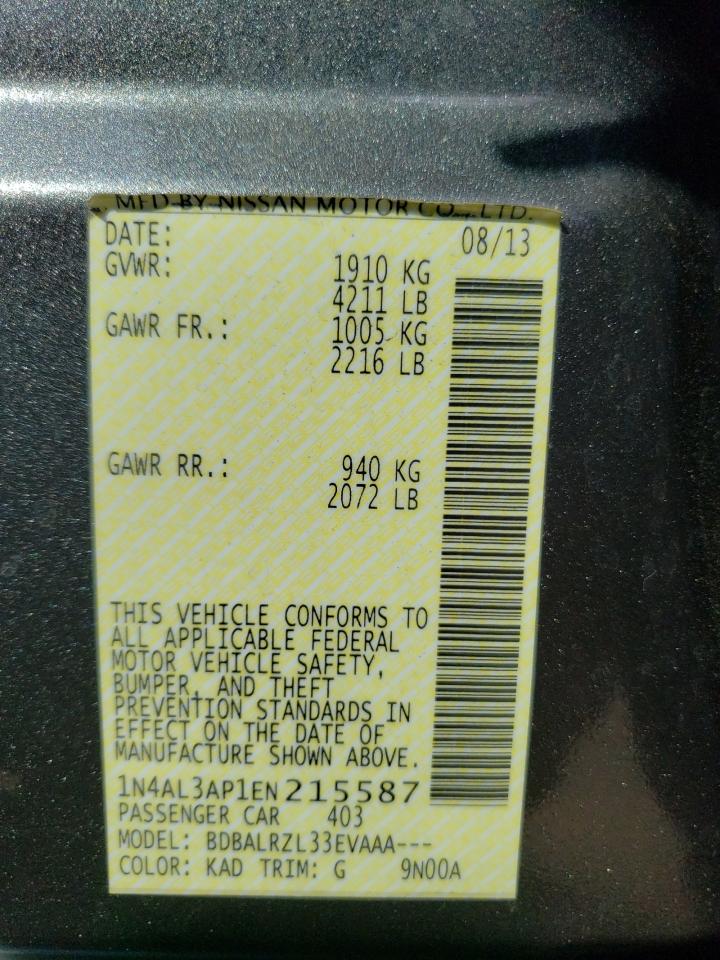 MFD BY NISSAN MOTOR CO., LTD.
DATE: 08/13
GVWR: 1910 KG
4211 LB
GAWR FR.: 1005 KG
2216 LB
GAWR RR.: 940 KG
2072 LB
THIS VEHICLE CONFORMS TO
ALL APPLICABLE FEDERAL
MOTOR VEHICLE SAFETY,
BUMPER, AND THEFT
PREVENTION STANDARDS IN
EFFECT ON THE DATE OF
MANUFACTURE SHOWN ABOVE.
1N4AL3AP1EN215587
PASSENGER CAR 403
MODEL: BDBALRZL33EVAAA---
COLOR: KAD TRIM: G 9N00A